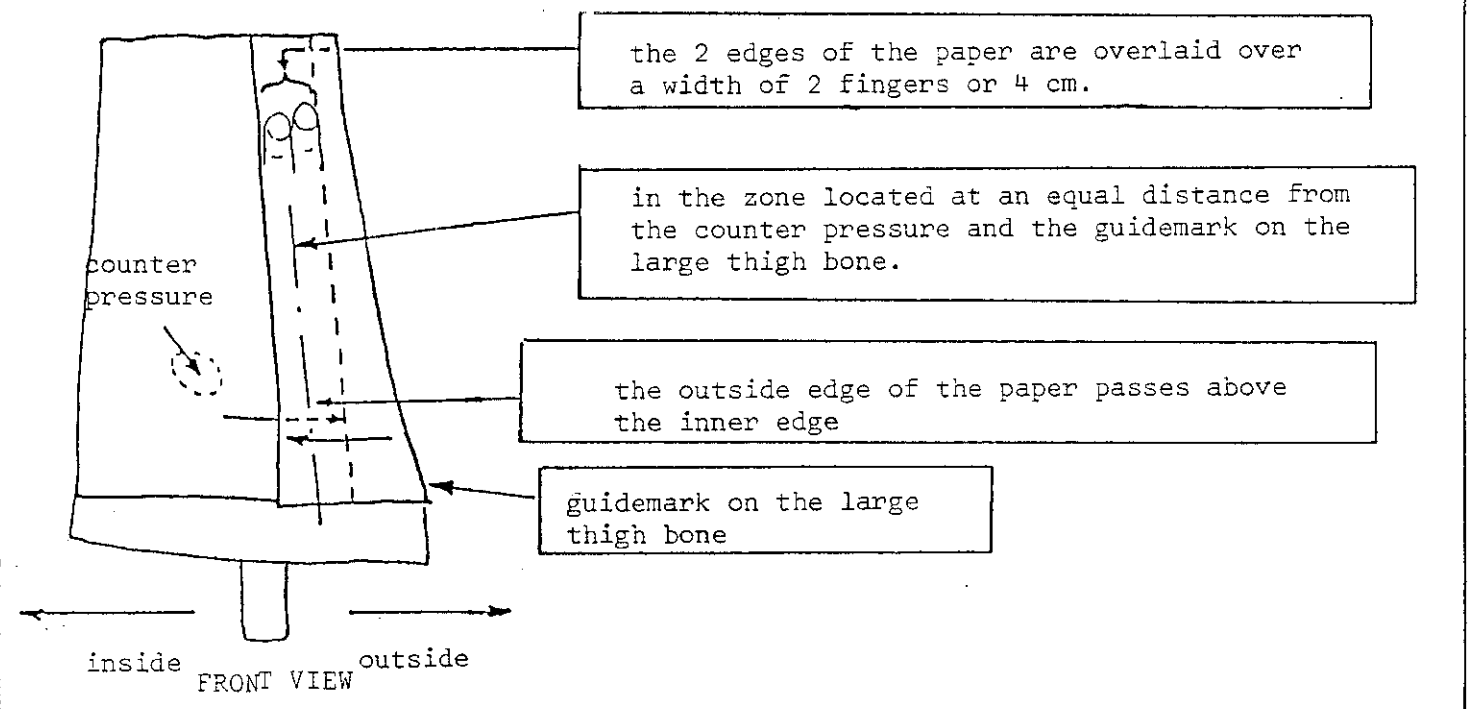 the 2 edges of the paper are overlaid over
a width of 2 fingers or 4 cm.
in the zone located at an equal distance from
the counter pressure and the guidemark on the
large thigh bone.
counter
pressure
the outside edge of the paper passes above
the inner edge
guidemark on the large
thigh bone
inside
outside
FRONT VIEW